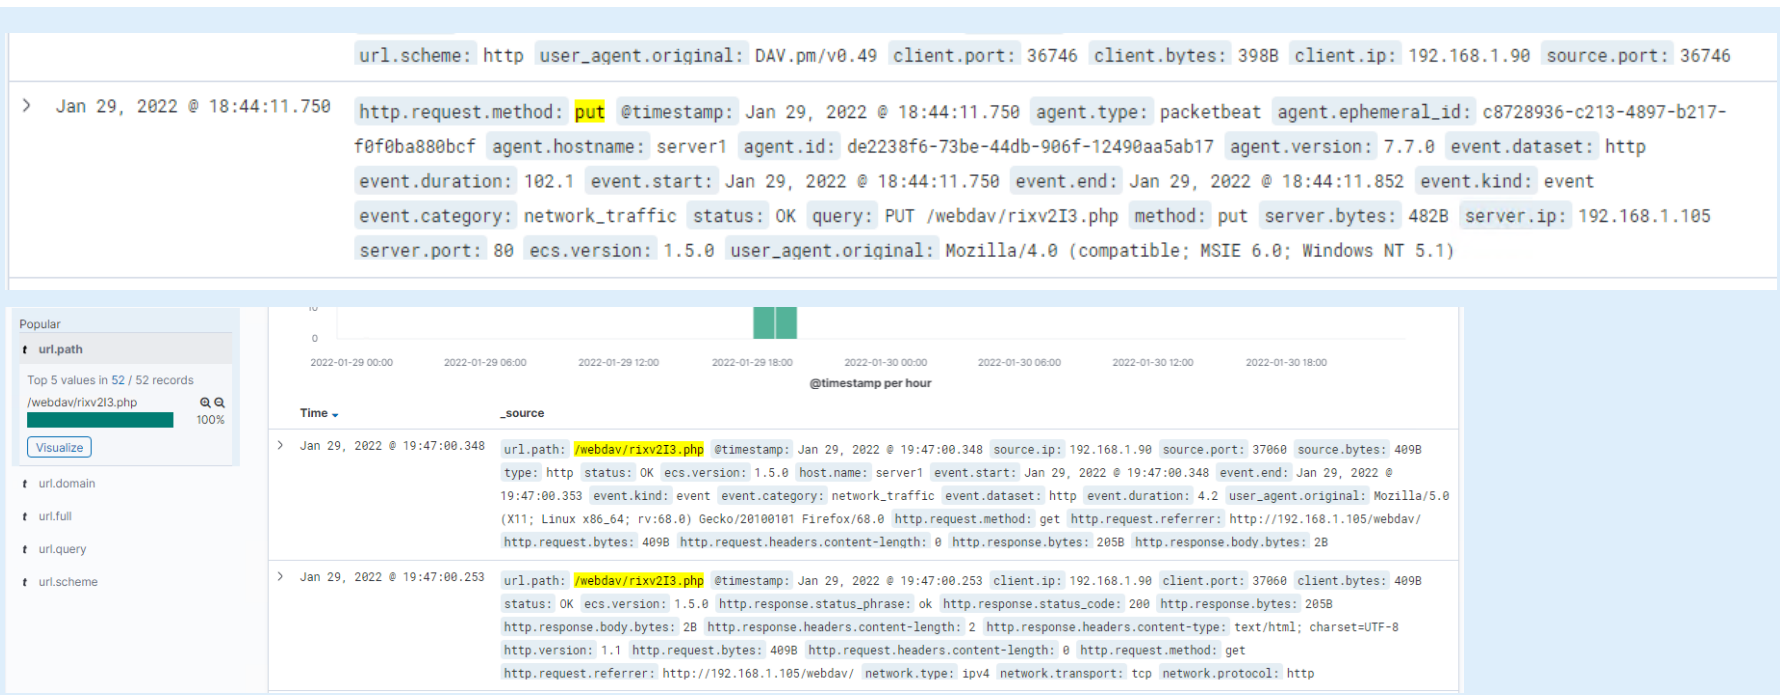 url.scheme: http user_agent.original: DAV.pm/v0.49 client.port: 36746 client.bytes: 398B client.ip: 192.168.1.90 source.port: 36746
> Jan 29, 2022 @ 18:44:11.750 http.request.method: put @timestamp: Jan 29, 2022 @ 18:44:11.750 agent.type: packetbeat agent.ephemeral_id: c8728936-c213-4897-b217-
f0f0ba880bcf agent.hostname: server1 agent.id: de2238f6-73be-44db-906f-12490aa5ab17 agent.version: 7.7.0 event.dataset: http
event.duration: 102.1 event.start: Jan 29, 2022 @ 18:44:11.750 event.end: Jan 29, 2022 @ 18:44:11.852 event.kind: event
event.category: network_traffic status: OK query: PUT /webdav/rixv2I3.php method: put server.bytes: 482B server.ip: 192.168.1.105
server.port: 80 ecs.version: 1.5.0 user_agent.original: Mozilla/4.0 (compatible; MSIE 6.0; Windows NT 5.1)
Popular
t url.path
Top 5 values in 52 / 52 records
/webdav/rixv2I3.php
100%
Visualize
t url.domain
t url.full
t url.query
t url.scheme
10
0
2022-01-29 00:00 2022-01-29 06:00 2022-01-29 12:00 2022-01-29 18:00 2022-01-30 00:00 2022-01-30 06:00 2022-01-30 12:00 2022-01-30 18:00
@timestamp per hour
Time _source
> Jan 29, 2022 @ 19:47:00.348 url.path: /webdav/rixv2I3.php @timestamp: Jan 29, 2022 @ 19:47:00.348 source.ip: 192.168.1.90 source.port: 37060 source.bytes: 409B
type: http status: OK ecs.version: 1.5.0 host.name: server1 event.start: Jan 29, 2022 @ 19:47:00.348 event.end: Jan 29, 2022 @
19:47:00.353 event.kind: event event.category: network_traffic event.dataset: http event.duration: 4.2 user_agent.original: Mozilla/5.0
(X11; Linux x86_64; rv:68.0) Gecko/20100101 Firefox/68.0 http.request.method: get http.request.referrer: http://192.168.1.105/webdav/
http.request.bytes: 409B http.request.headers.content-length: 0 http.response.bytes: 205B http.response.body.bytes: 2B
> Jan 29, 2022 @ 19:47:00.253 url.path: /webdav/rixv2I3.php @timestamp: Jan 29, 2022 @ 19:47:00.253 client.ip: 192.168.1.90 client.port: 37060 client.bytes: 409B
status: OK ecs.version: 1.5.0 http.response.status_phrase: ok http.response.status_code: 200 http.response.bytes: 205B
http.response.body.bytes: 2B http.response.headers.content-length: 2 http.response.headers.content-type: text/html; charset=UTF-8
http.version: 1.1 http.request.bytes: 409B http.request.headers.content-length: 0 http.request.method: get
http.request.referrer: http://192.168.1.105/webdav/ network.type: ipv4 network.transport: tcp network.protocol: http